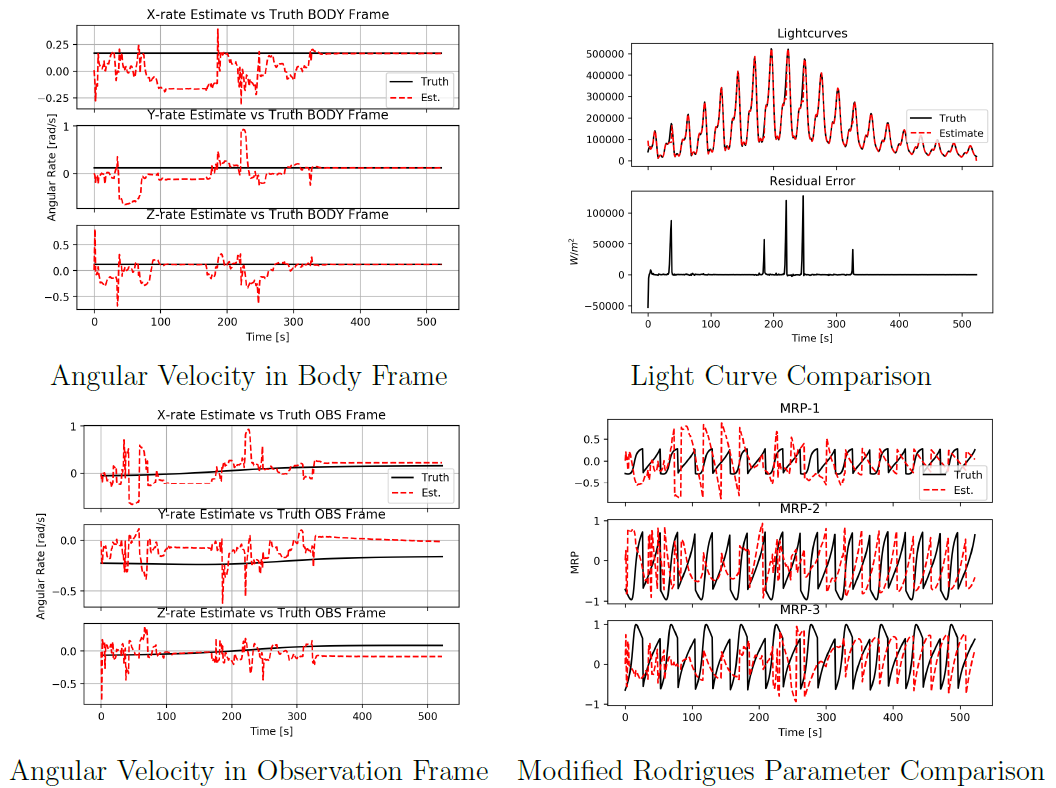 X-rate Estimate vs Truth BODY Frame
0.25
0.00
−0.25
Truth
Est.
Y-rate Estimate vs Truth BODY Frame
1
0
Angular Rate [rad/s]
Z-rate Estimate vs Truth BODY Frame
0.5
0.0
−0.5
0 100 200 300 400 500
Time [s]
Angular Velocity in Body Frame
Lightcurves
500000
400000
300000
200000
100000
0
Truth
Estimate
Residual Error
100000
50000
0
−50000
W/m²
0 100 200 300 400 500
Time [s]
Light Curve Comparison
X-rate Estimate vs Truth OBS Frame
1
0
Truth
Est.
Y-rate Estimate vs Truth OBS Frame
0.0
−0.5
Angular Rate [rad/s]
Z-rate Estimate vs Truth OBS Frame
0.0
−0.5
0 100 200 300 400 500
Time [s]
Angular Velocity in Observation Frame
MRP-1
0.5
0.0
−0.5
Truth
Est.
MRP-2
1
0
−1
MRP
MRP-3
1
0
−1
0 100 200 300 400 500
Time [s]
Modified Rodrigues Parameter Comparison